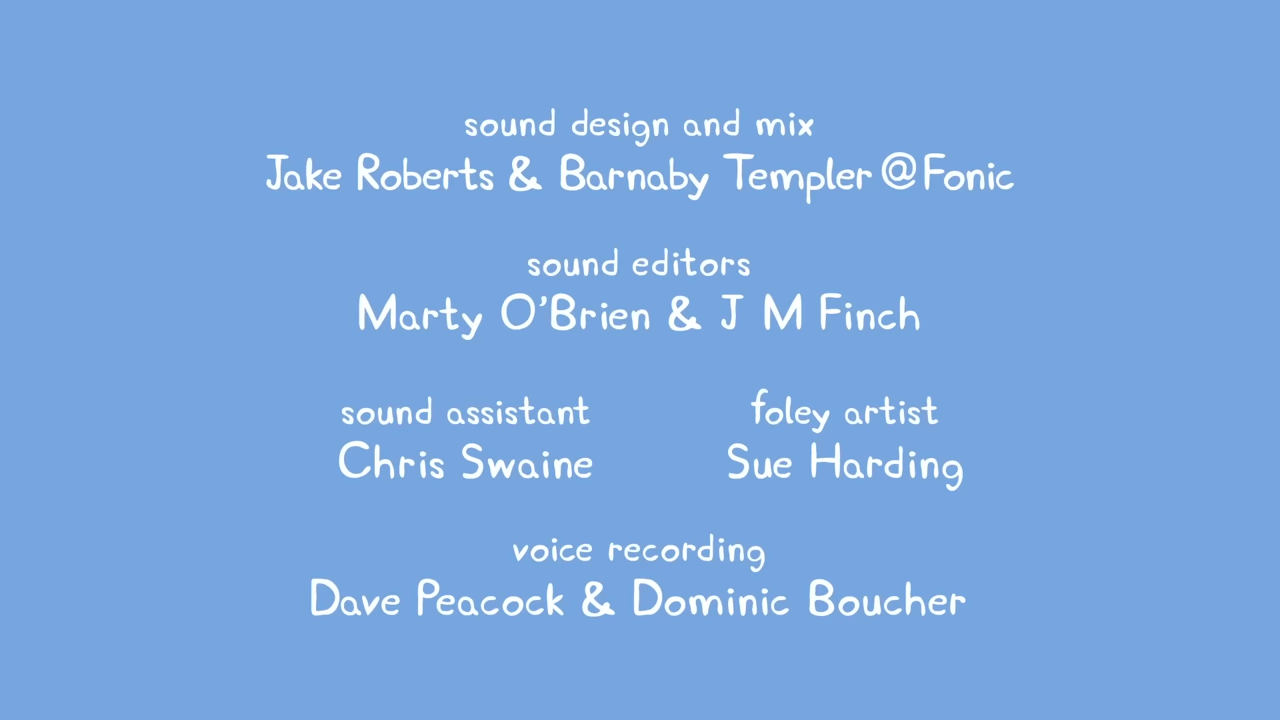 sound design and mix
Jake Roberts & Barnaby Templer @ Fonic
sound editors
Marty O'Brien & J M Finch
sound assistant
Chris Swaine
foley artist
Sue Harding
voice recording
Dave Peacock & Dominic Boucher